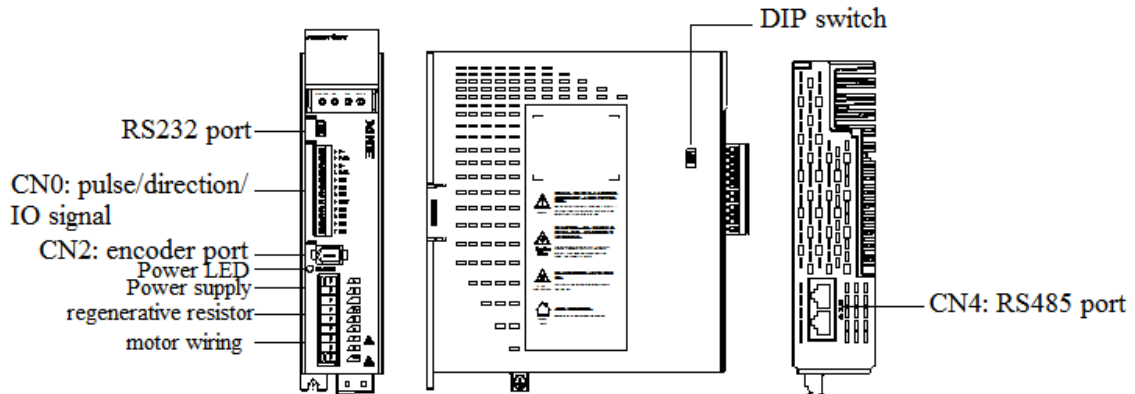 DIP switch
RS232 port
CN0: pulse/direction/
IO signal
CN2: encoder port
Power LED
Power supply
regenerative resistor
motor wiring
CN4: RS485 port